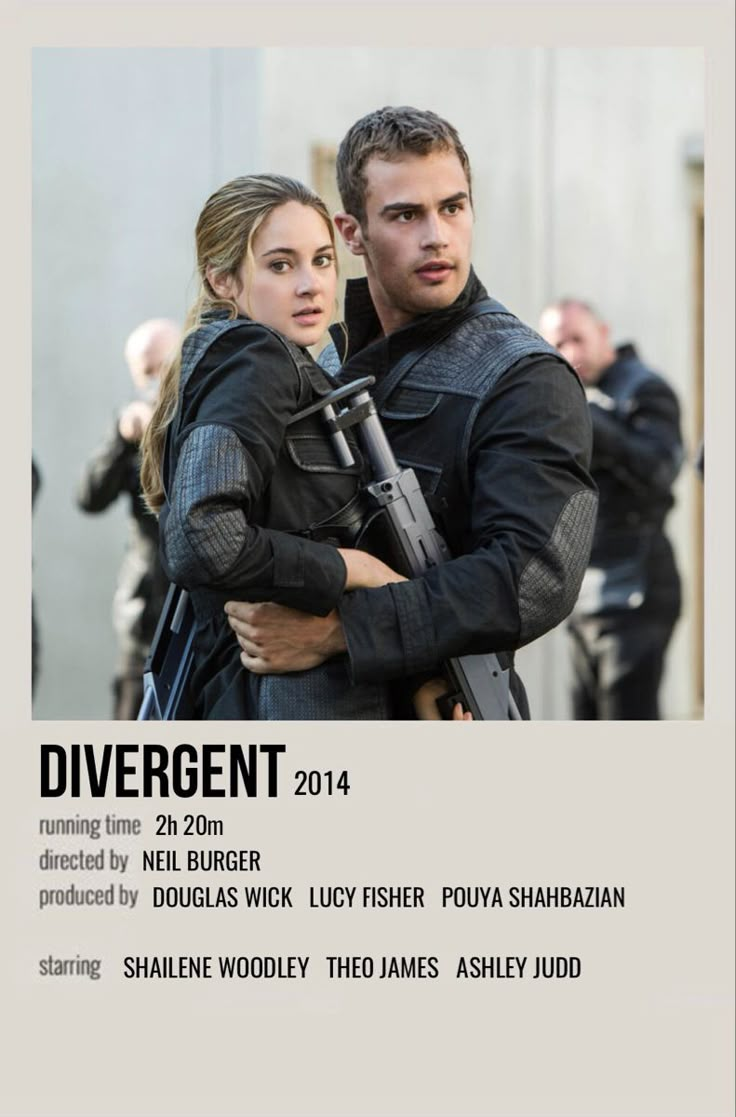 DIVERGENT 2014
running time 2h 20m
directed by NEIL BURGER
produced by DOUGLAS WICK LUCY FISHER POUYA SHAHBAZIAN
starring SHAILENE WOODLEY THEO JAMES ASHLEY JUDD